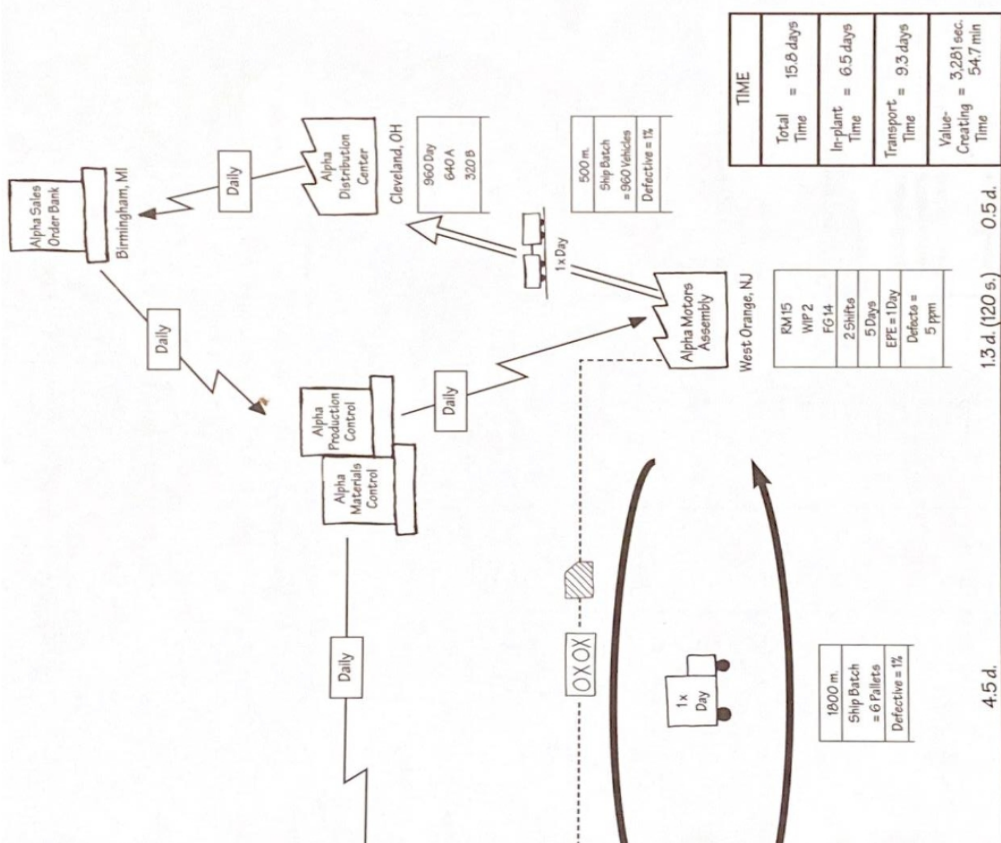 Alpha Sales
Order Bank
Birmingham, MI
Daily
Daily
Alpha
Distribution
Center
Cleveland, OH
960 Day
640 A
320 B
Alpha
Production
Control
Alpha
Materials
Control
Daily
Daily
1 x Day
500 m.
Ship Batch
= 960 Vehicles
Defective = 1%
Alpha Motors
Assembly
West Orange, NJ
RM 15
WIP 2
FG 14
2 Shifts
5 Days
EPE = 1 Day
Defects =
5 ppm
OXOX
1 x
Day
1800 m.
Ship Batch
= 6 Pallets
Defective = 1%
4.5 d.
1.3 d. (120 s.)
0.5 d.
TIME
Total
Time
= 15.8 days
In-plant
Time
= 6.5 days
Transport
Time
= 9.3 days
Value-
Creating
Time
= 3,281 sec.
54.7 min